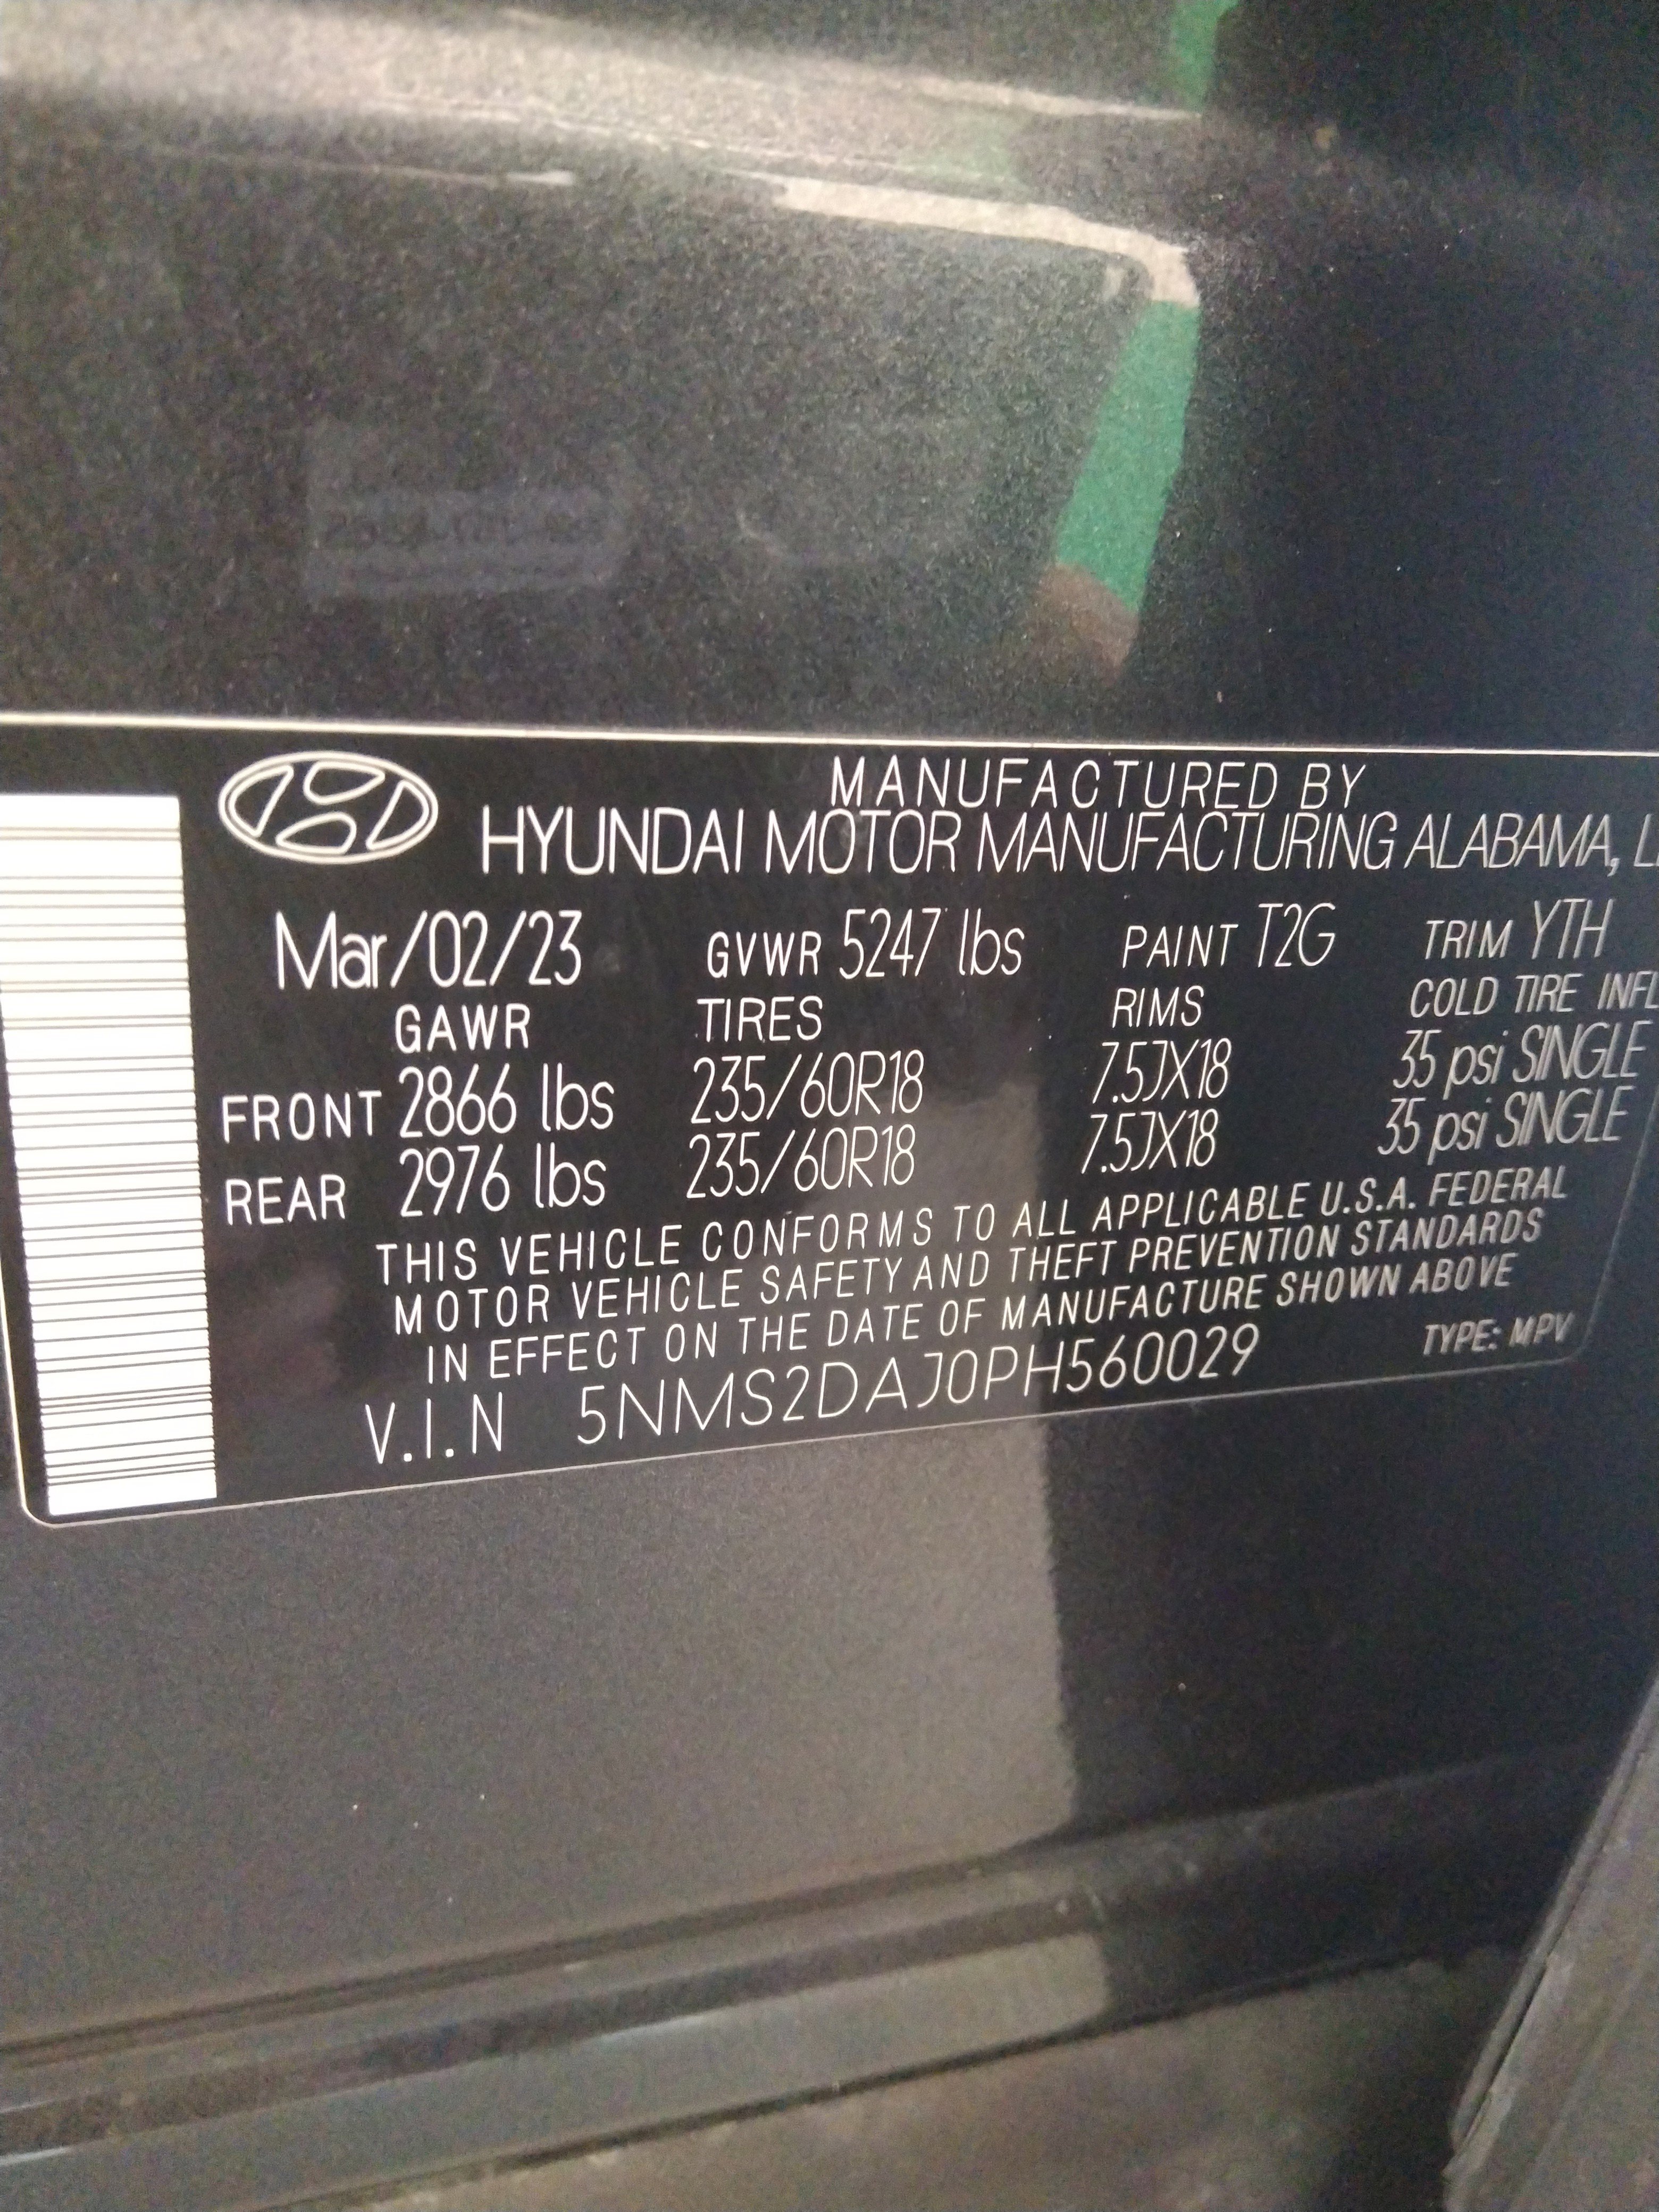 MANUFACTURED BY
HYUNDAI MOTOR MANUFACTURING ALABAMA,
Mar/02/23 GVWR 5247 lbs PAINT T2G TRIM YTH
GAWR TIRES RIMS COLD TIRE INFL
FRONT 2866 lbs 235/60R18 7.5JX18 35 psi SINGLE
REAR 2976 lbs 235/60R18 7.5JX18 35 psi SINGLE
THIS VEHICLE CONFORMS TO ALL APPLICABLE U.S.A. FEDERAL
MOTOR VEHICLE SAFETY AND THEFT PREVENTION STANDARDS
IN EFFECT ON THE DATE OF MANUFACTURE SHOWN ABOVE
V.I.N 5NMS2DAJ0PH560029 TYPE: MPV